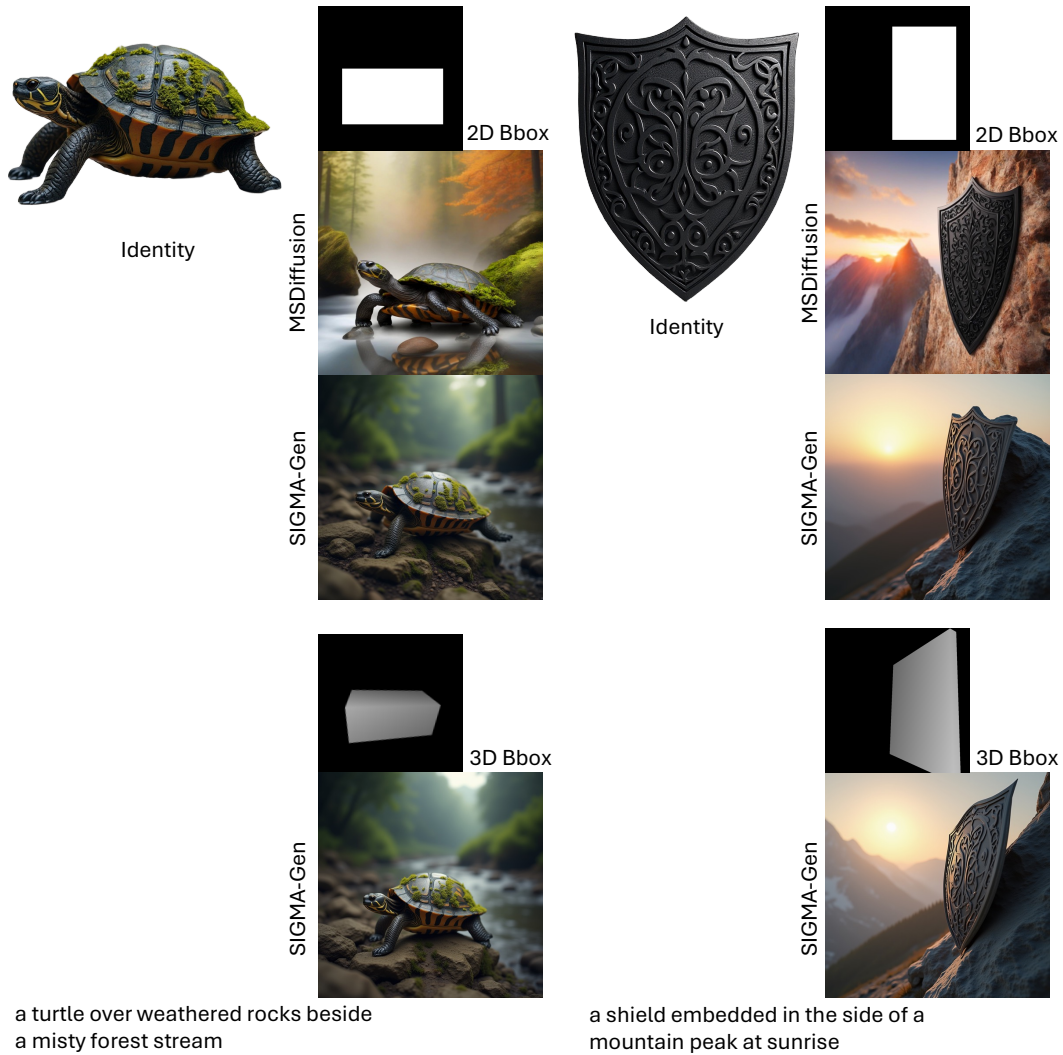 Identity
2D Bbox
MSDiffusion
SIGMA-Gen
3D Bbox
SIGMA-Gen
a turtle over weathered rocks beside
a misty forest stream
Identity
2D Bbox
MSDiffusion
SIGMA-Gen
3D Bbox
SIGMA-Gen
a shield embedded in the side of a
mountain peak at sunrise